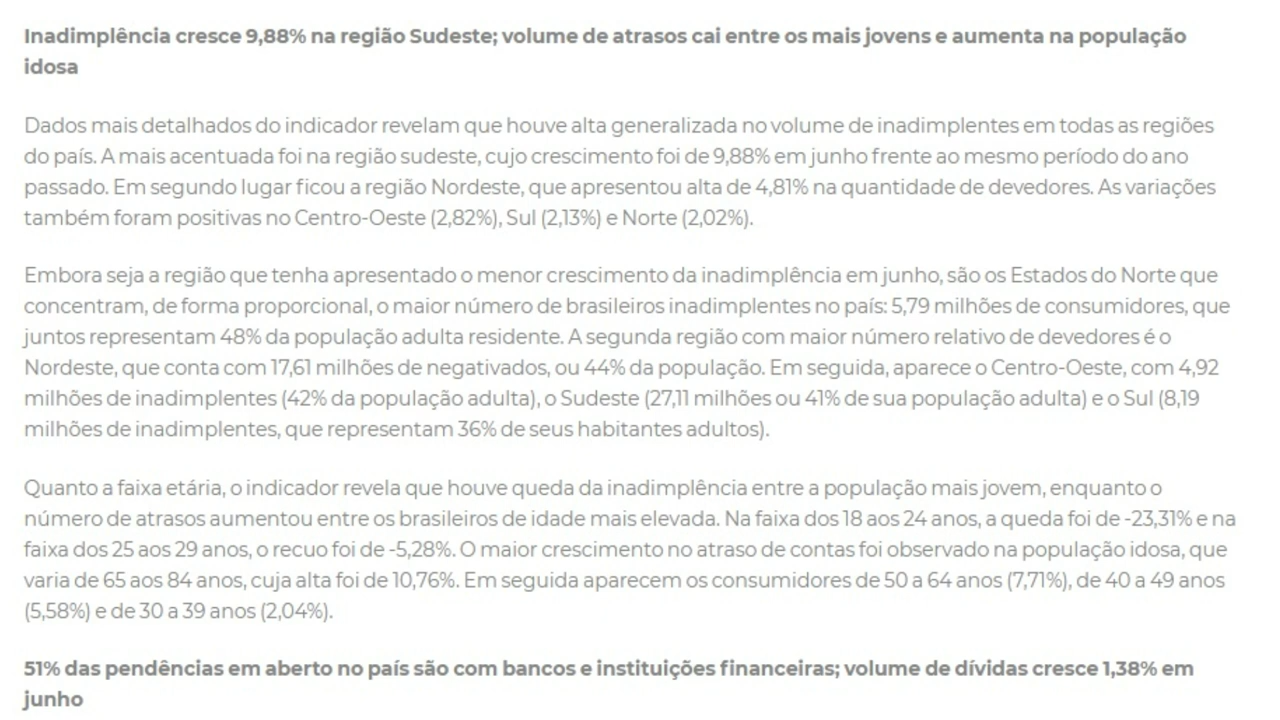 Inadimplência cresce 9,88% na região Sudeste; volume de atrasos cai entre os mais jovens e aumenta na população
idosa
Dados mais detalhados do indicador revelam que houve alta generalizada no volume de inadimplentes em todas as regiões
do país. A mais acentuada foi na região sudeste, cujo crescimento foi de 9,88% em junho frente ao mesmo período do ano
passado. Em segundo lugar ficou a região Nordeste, que apresentou alta de 4,81% na quantidade de devedores. As variações
também foram positivas no Centro-Oeste (2,82%), Sul (2,13%) e Norte (2,02%).
Embora seja a região que tenha apresentado o menor crescimento da inadimplência em junho, são os Estados do Norte que
concentram, de forma proporcional, o maior número de brasileiros inadimplentes no país: 5,79 milhões de consumidores, que
juntos representam 48% da população adulta residente. A segunda região com maior número relativo de devedores é o
Nordeste, que conta com 17,61 milhões de negativados, ou 44% da população. Em seguida, aparece o Centro-Oeste, com 4,92
milhões de inadimplentes (42% da população adulta), o Sudeste (27,11 milhões ou 41% de sua população adulta) e o Sul (8,19
milhões de inadimplentes, que representam 36% de seus habitantes adultos).
Quanto a faixa etária, o indicador revela que houve queda da inadimplência entre a população mais jovem, enquanto o
número de atrasos aumentou entre os brasileiros de idade mais elevada. Na faixa dos 18 aos 24 anos, a queda foi de -23,31% e na
faixa dos 25 aos 29 anos, o recuo foi de -5,28%. O maior crescimento no atraso de contas foi observado na população idosa, que
varia de 65 aos 84 anos, cuja alta foi de 10,76%. Em seguida aparecem os consumidores de 50 a 64 anos (7,71%), de 40 a 49 anos
(5,58%) e de 30 a 39 anos (2,04%).
51% das pendências em aberto no país são com bancos e instituições financeiras; volume de dívidas cresce 1,38% em
junho